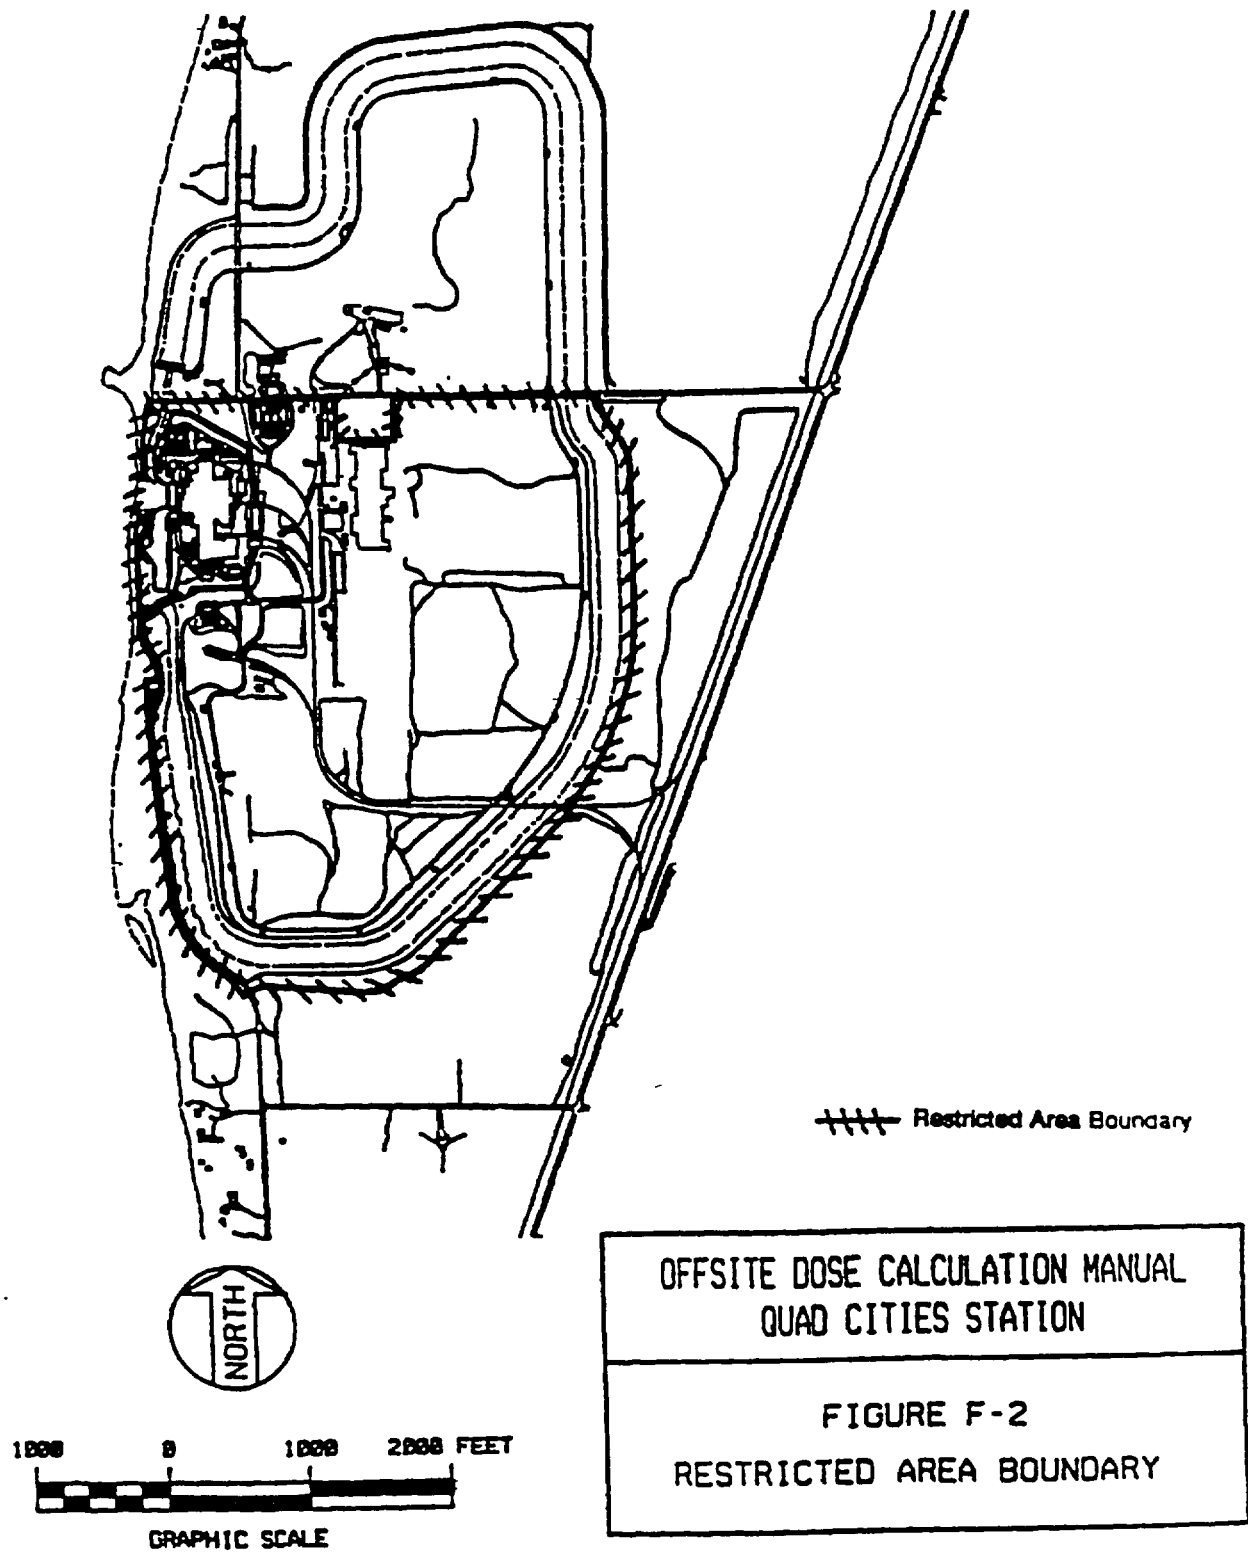 Restricted Area Boundary
OFFSITE DOSE CALCULATION MANUAL
QUAD CITIES STATION
NORTH
FIGURE F-2
RESTRICTED AREA BOUNDARY
1000 0 1000 2000 FEET
GRAPHIC SCALE